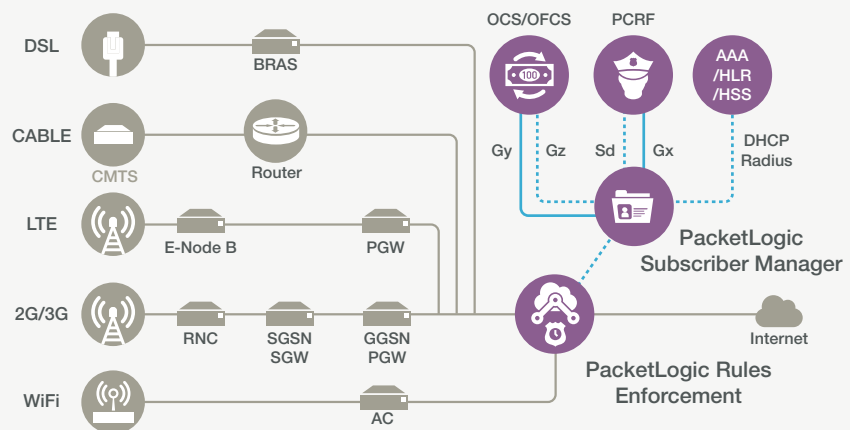 OCS/OFCS
PCRF
DSL
BRAS
100
AAA
/HLR
/HSS
CABLE
CMTS
Router
Gy
Gz
Sd
Gx
DHCP
Radius
LTE
E-Node B
PGW
PacketLogic
Subscriber Manager
2G/3G
RNC
SGSN
SGW
GGSN
PGW
Internet
PacketLogic Rules
Enforcement
WiFi
AC